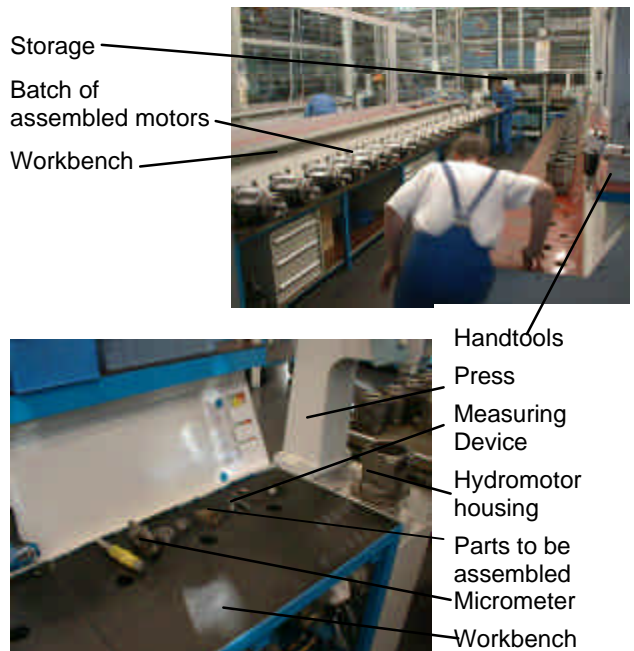 Storage
Batch of
assembled motors
Workbench
Handtools
Press
Measuring
Device
Hydromotor
housing
Parts to be
assembled
Micrometer
Workbench